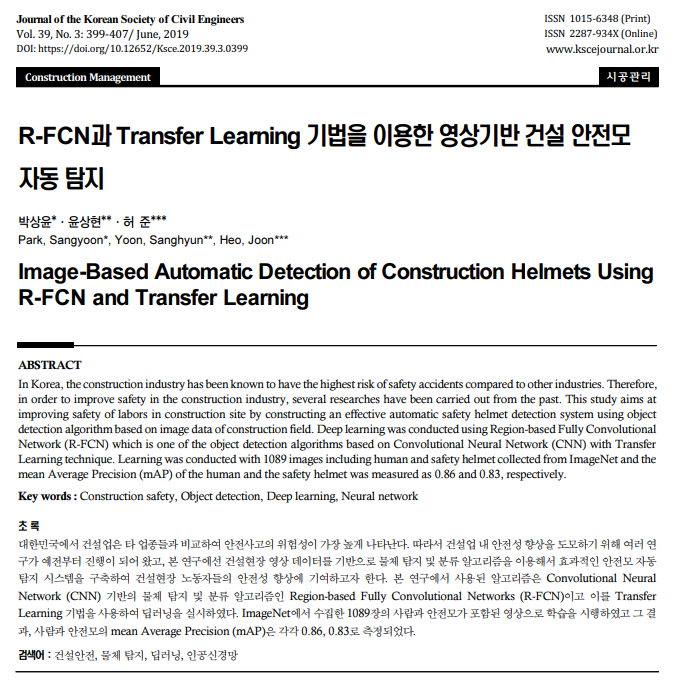 Journal of the Korean Society of Civil Engineers
ISSN 1015-6348 (Print)
Vol. 39, No. 3: 399-407/ June, 2019
ISSN 2287-934X (Online)
DOI: https://doi.org/10.12652/Ksce.2019.39.3.0399
www.kscejournal.or.kr
Construction Management
시공관리
R-FCN과 Transfer Learning 기법을 이용한 영상기반 건설 안전모
자동 탐지
박상윤* · 윤상현** · 허 준***
Park, Sangyoon*, Yoon, Sanghyun**, Heo, Joon***
Image-Based Automatic Detection of Construction Helmets Using
R-FCN and Transfer Learning
ABSTRACT
In Korea, the construction industry has been known to have the highest risk of safety accidents compared to other industries. Therefore,
in order to improve safety in the construction industry, several researches have been carried out from the past. This study aims at
improving safety of labors in construction site by constructing an effective automatic safety helmet detection system using object
detection algorithm based on image data of construction field. Deep learning was conducted using Region-based Fully Convolutional
Network (R-FCN) which is one of the object detection algorithms based on Convolutional Neural Network (CNN) with Transfer
Learning technique. Learning was conducted with 1089 images including human and safety helmet collected from ImageNet and the
mean Average Precision (mAP) of the human and the safety helmet was measured as 0.86 and 0.83, respectively.
Key words : Construction safety, Object detection, Deep learning, Neural network
초 록
대한민국에서 건설업은 타 업종들과 비교하여 안전사고의 위험성이 가장 높게 나타난다. 따라서 건설업 내 안전성 향상을 도모하기 위해 여러 연
구가 예전부터 진행이 되어 왔고, 본 연구에선 건설현장 영상 데이터를 기반으로 물체 탐지 및 분류 알고리즘을 이용해서 효과적인 안전모 자동
탐지 시스템을 구축하여 건설현장 노동자들의 안전성 향상에 기여하고자 한다. 본 연구에서 사용된 알고리즘은 Convolutional Neural
Network (CNN) 기반의 물체 탐지 및 분류 알고리즘인 Region-based Fully Convolutional Networks (R-FCN)이고 이를 Transfer
Learning 기법을 사용하여 딥러닝을 실시하였다. ImageNet에서 수집한 1089장의 사람과 안전모가 포함된 영상으로 학습을 시행하였고 그 결
과, 사람과 안전모의 mean Average Precision (mAP)은 각각 0.86, 0.83로 측정되었다.
검색어 : 건설안전, 물체 탐지, 딥러닝, 인공신경망